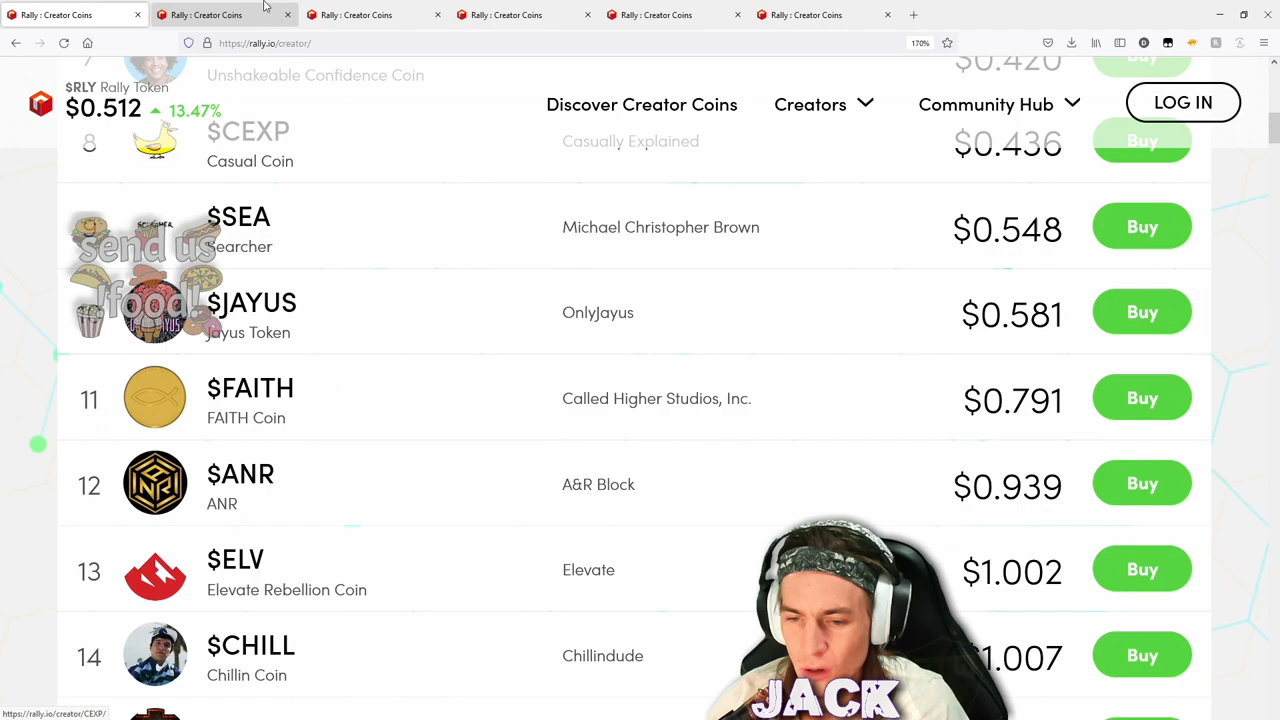 Rally : Creator Coins
Rally : Creator Coins
Rally : Creator Coins
Rally : Creator Coins
Rally : Creator Coins
Rally : Creator Coins
https://rally.io/creator/
170%
7
Unshakeable Confidence Coin
$0.420
Buy
$RLY Rally Token
$0.512
13.47%
Discover Creator Coins
Creators
Community Hub
LOG IN
8
$CEXP
Casual Coin
Casually Explained
$0.436
Buy
$SEA
Searcher
Michael Christopher Brown
$0.548
Buy
send us
!food!
$JAYUS
Jayus Token
OnlyJayus
$0.581
Buy
11
$FAITH
FAITH Coin
Called Higher Studios, Inc.
$0.791
Buy
12
$ANR
ANR
A&R Block
$0.939
Buy
13
$ELV
Elevate Rebellion Coin
Elevate
$1.002
Buy
14
$CHILL
Chillin Coin
Chillindude
$1.007
Buy
JACK
https://rally.io/creator/CEXP/